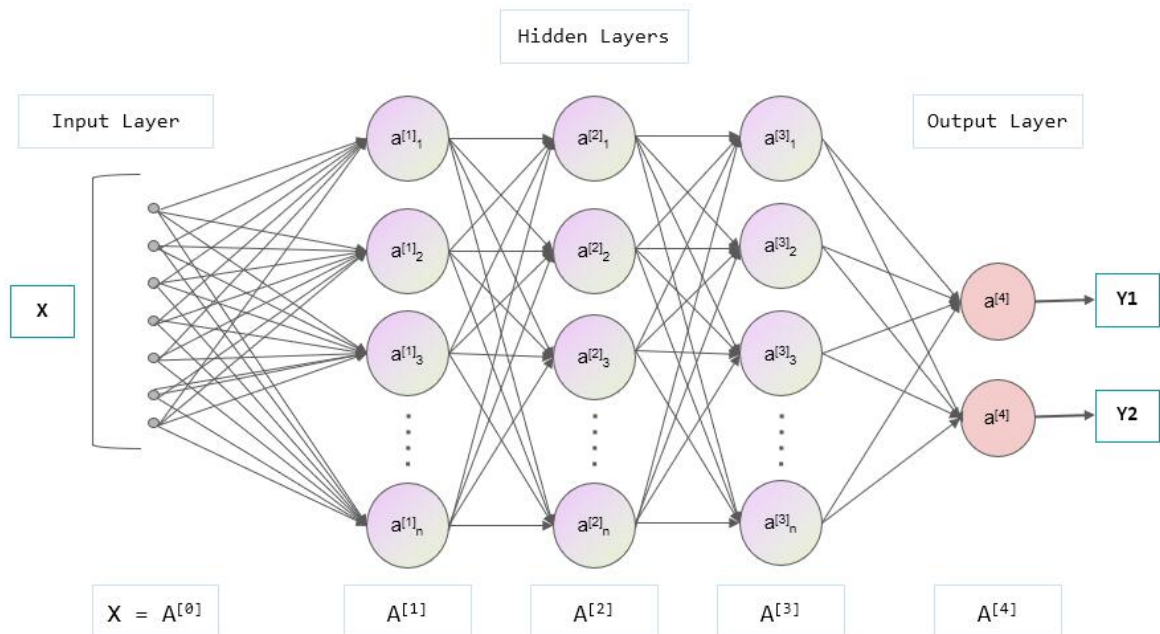 Hidden Layers
Input Layer
Output Layer
a[1]1
a[2]1
a[3]1
a[1]2
a[2]2
a[3]2
X
a[4]
Y1
a[1]3
a[2]3
a[3]3
a[4]
Y2
a[1]n
a[2]n
a[3]n
X = A[0]
A[1]
A[2]
A[3]
A[4]